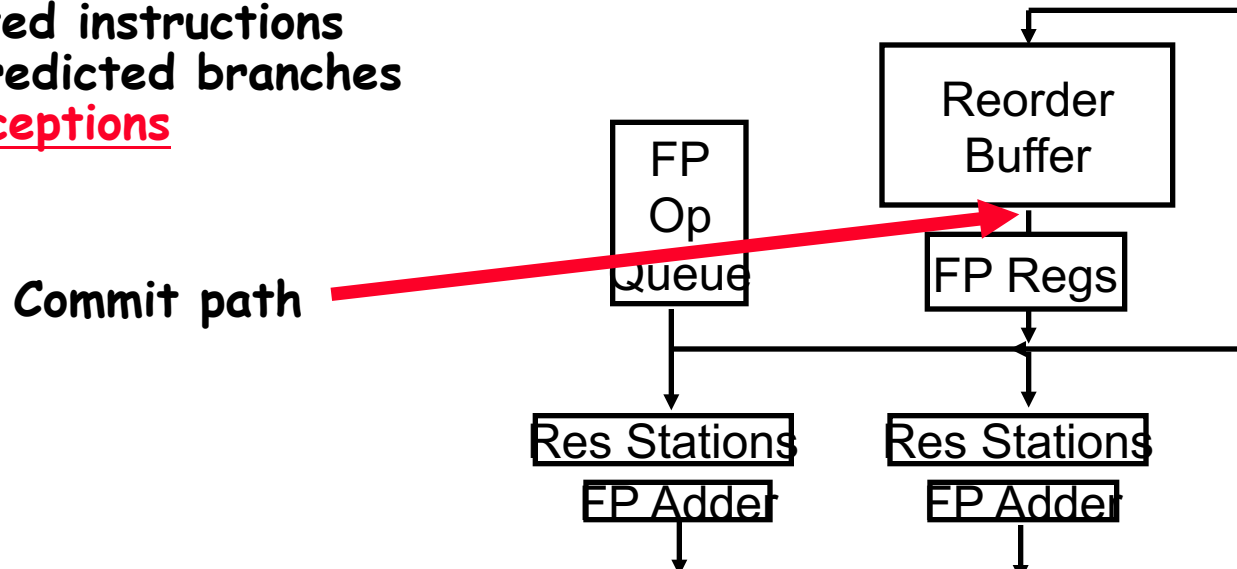 ted instructions
redicted branches
ceptions
Reorder
Buffer
FP
Op
Queue
FP Regs
Commit path
Res Stations
Res Stations
FP Adder
FP Adder